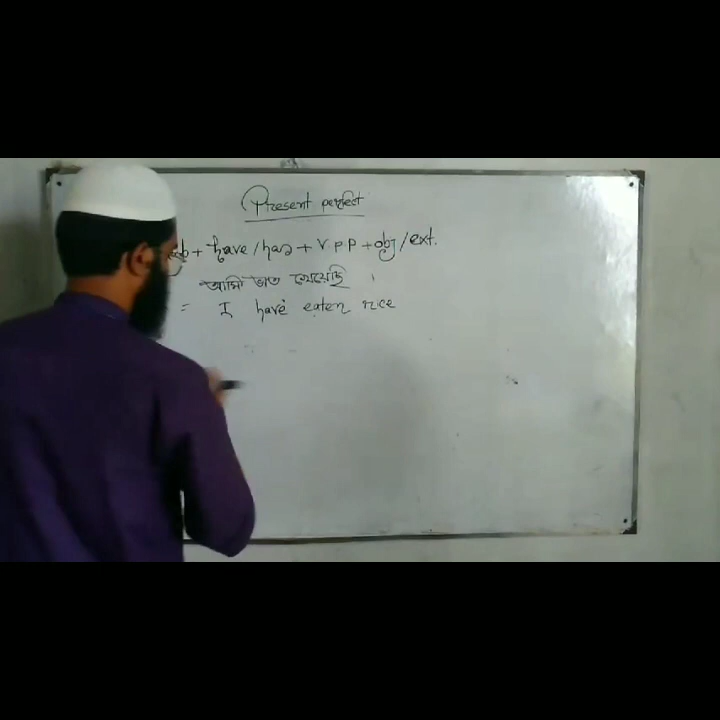 Present perfect
+ have/has + V.P.P + obj/ext.
আমি ভাত খেয়েছি ।
= I have eaten rice